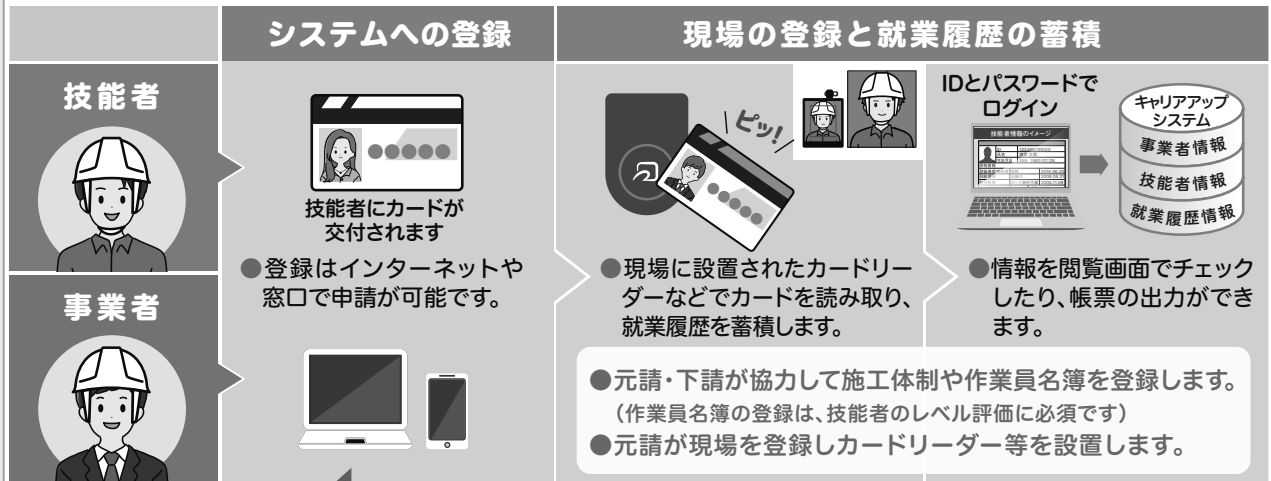 システムへの登録
現場の登録と就業履歴の蓄積
技能者
技能者にカードが
交付されます
●登録はインターネットや
窓口で申請が可能です。
ピッ!
●現場に設置されたカードリー
ダーなどでカードを読み取り、
就業履歴を蓄積します。
IDとパスワードで
ログイン
技能者情報のイメージ
キャリアアップ
システム
事業者情報
技能者情報
就業履歴情報
●情報を閲覧画面でチェック
したり、帳票の出力ができ
ます。
事業者
●元請・下請が協力して施工体制や作業員名簿を登録します。
（作業員名簿の登録は、技能者のレベル評価に必須です）
●元請が現場を登録しカードリーダー等を設置します。